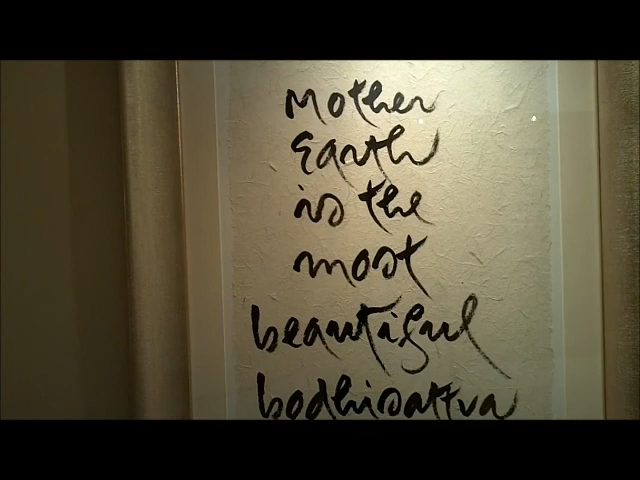 Mother
Earth
is the
most
beautiful
bodhisattva